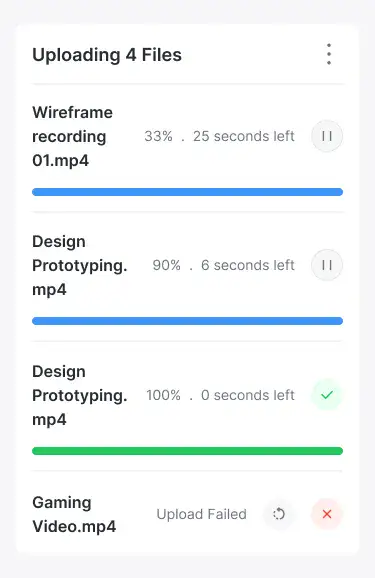 Uploading 4 Files
Wireframe
recording
01.mp4
33% . 25 seconds left
Design
Prototyping.
mp4
90% . 6 seconds left
Design
Prototyping.
mp4
100% . 0 seconds left
Gaming
Video.mp4
Upload Failed